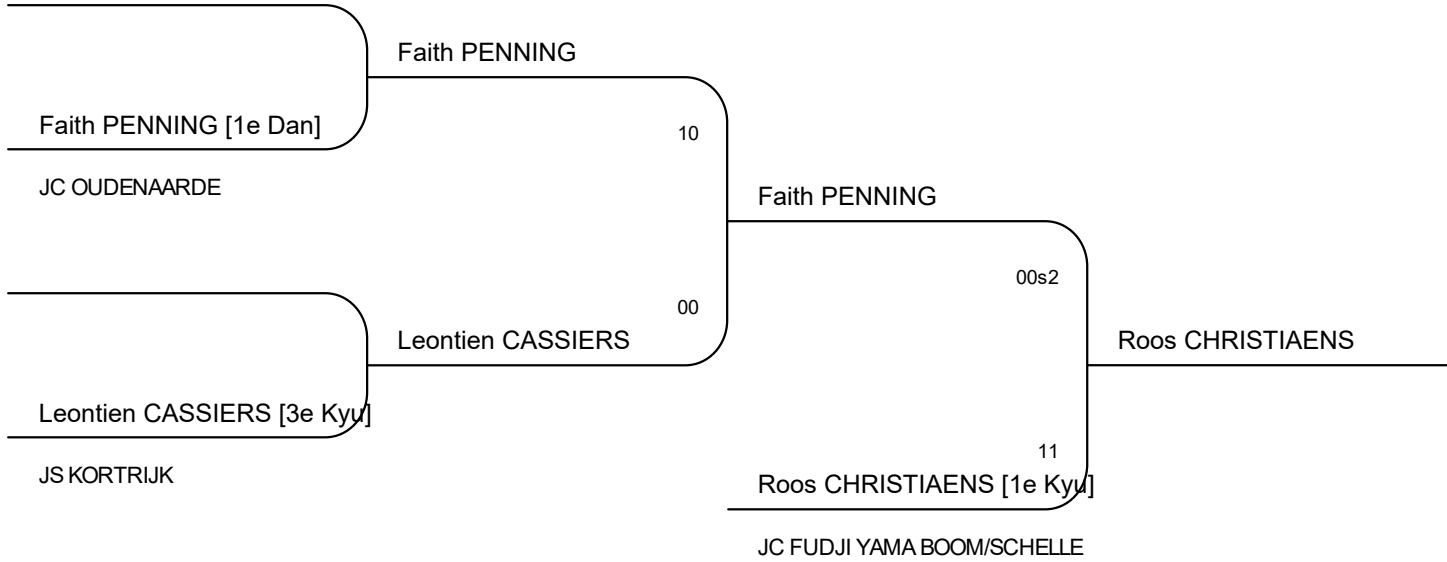 Faith PENNING
Faith PENNING [1e Dan]
10
JC OUDENAARDE
Faith PENNING
00s2
00
Leontien CASSIERS
Roos CHRISTIAENS
Leontien CASSIERS [3e Kyu]
11
JS KORTRIJK
Roos CHRISTIAENS [1e Kyu]
JC FUDJI YAMA BOOM/SCHELLE